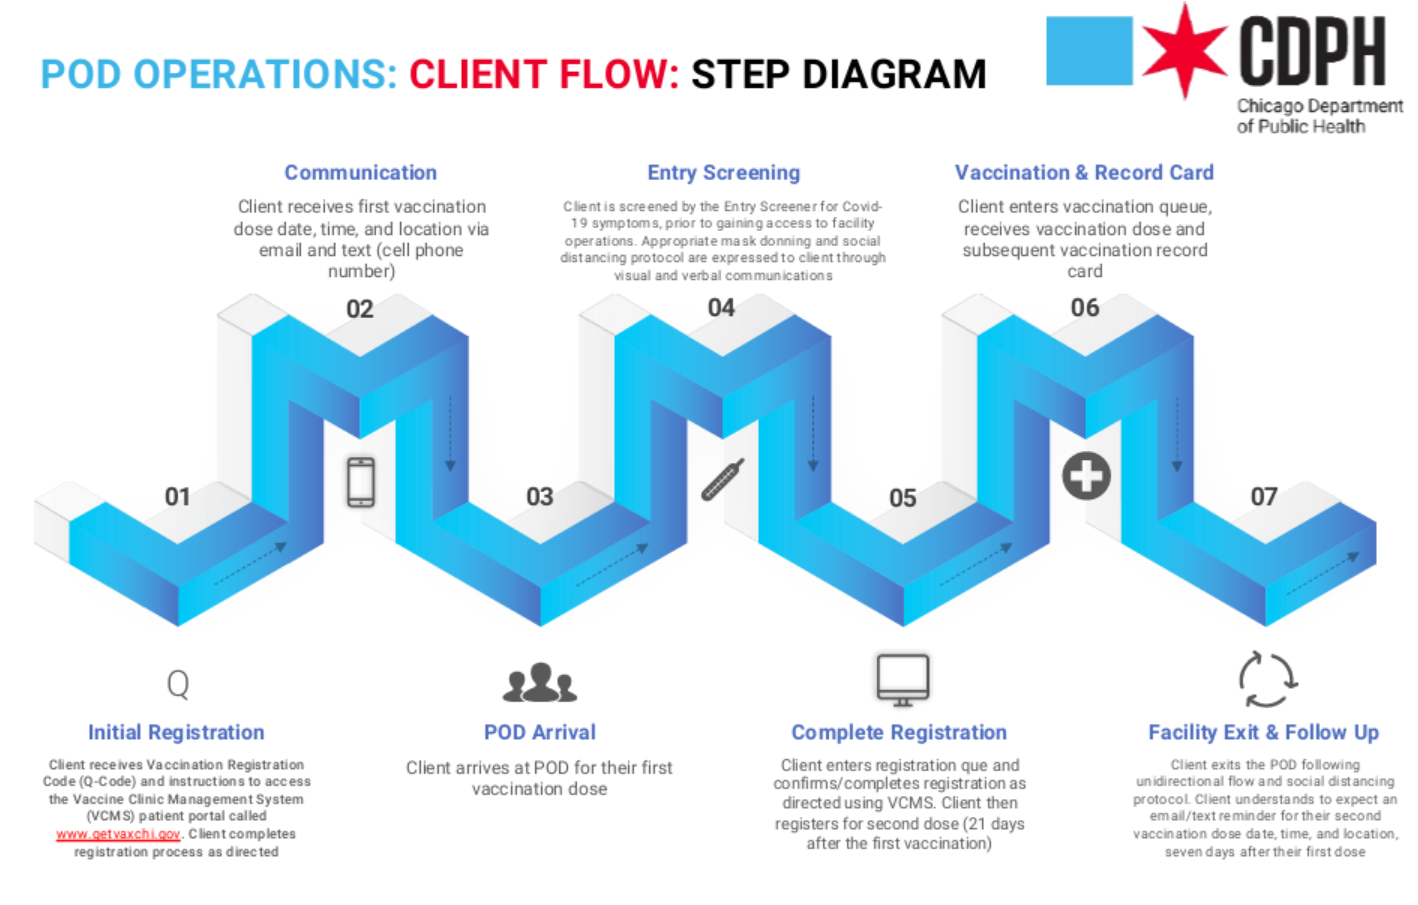 POD OPERATIONS: CLIENT FLOW: STEP DIAGRAM
CDPH
Chicago Department
of Public Health
Communication
Client receives first vaccination
dose date, time, and location via
email and text (cell phone
number)
Entry Screening
Client is screened by the Entry Screener for Covid-
19 symptoms, prior to gaining access to facility
operations. Appropriate mask donning and social
distancing protocol are expressed to client through
visual and verbal communications
Vaccination & Record Card
Client enters vaccination queue,
receives vaccination dose and
subsequent vaccination record
card
02
04
06
01
03
05
07
Q
Initial Registration
Client receives Vaccination Registration
Code (Q-Code) and instructions to access
the Vaccine Clinic Management System
(VCMS) patient portal called
www.getvaxchi.gov. Client completes
registration process as directed
POD Arrival
Client arrives at POD for their first
vaccination dose
Complete Registration
Client enters registration que and
confirms/completes registration as
directed using VCMS. Client then
registers for second dose (21 days
after the first vaccination)
Facility Exit & Follow Up
Client exits the POD following
unidirectional flow and social distancing
protocol. Client understands to expect an
email/text reminder for their second
vaccination dose date, time, and location,
seven days after their first dose